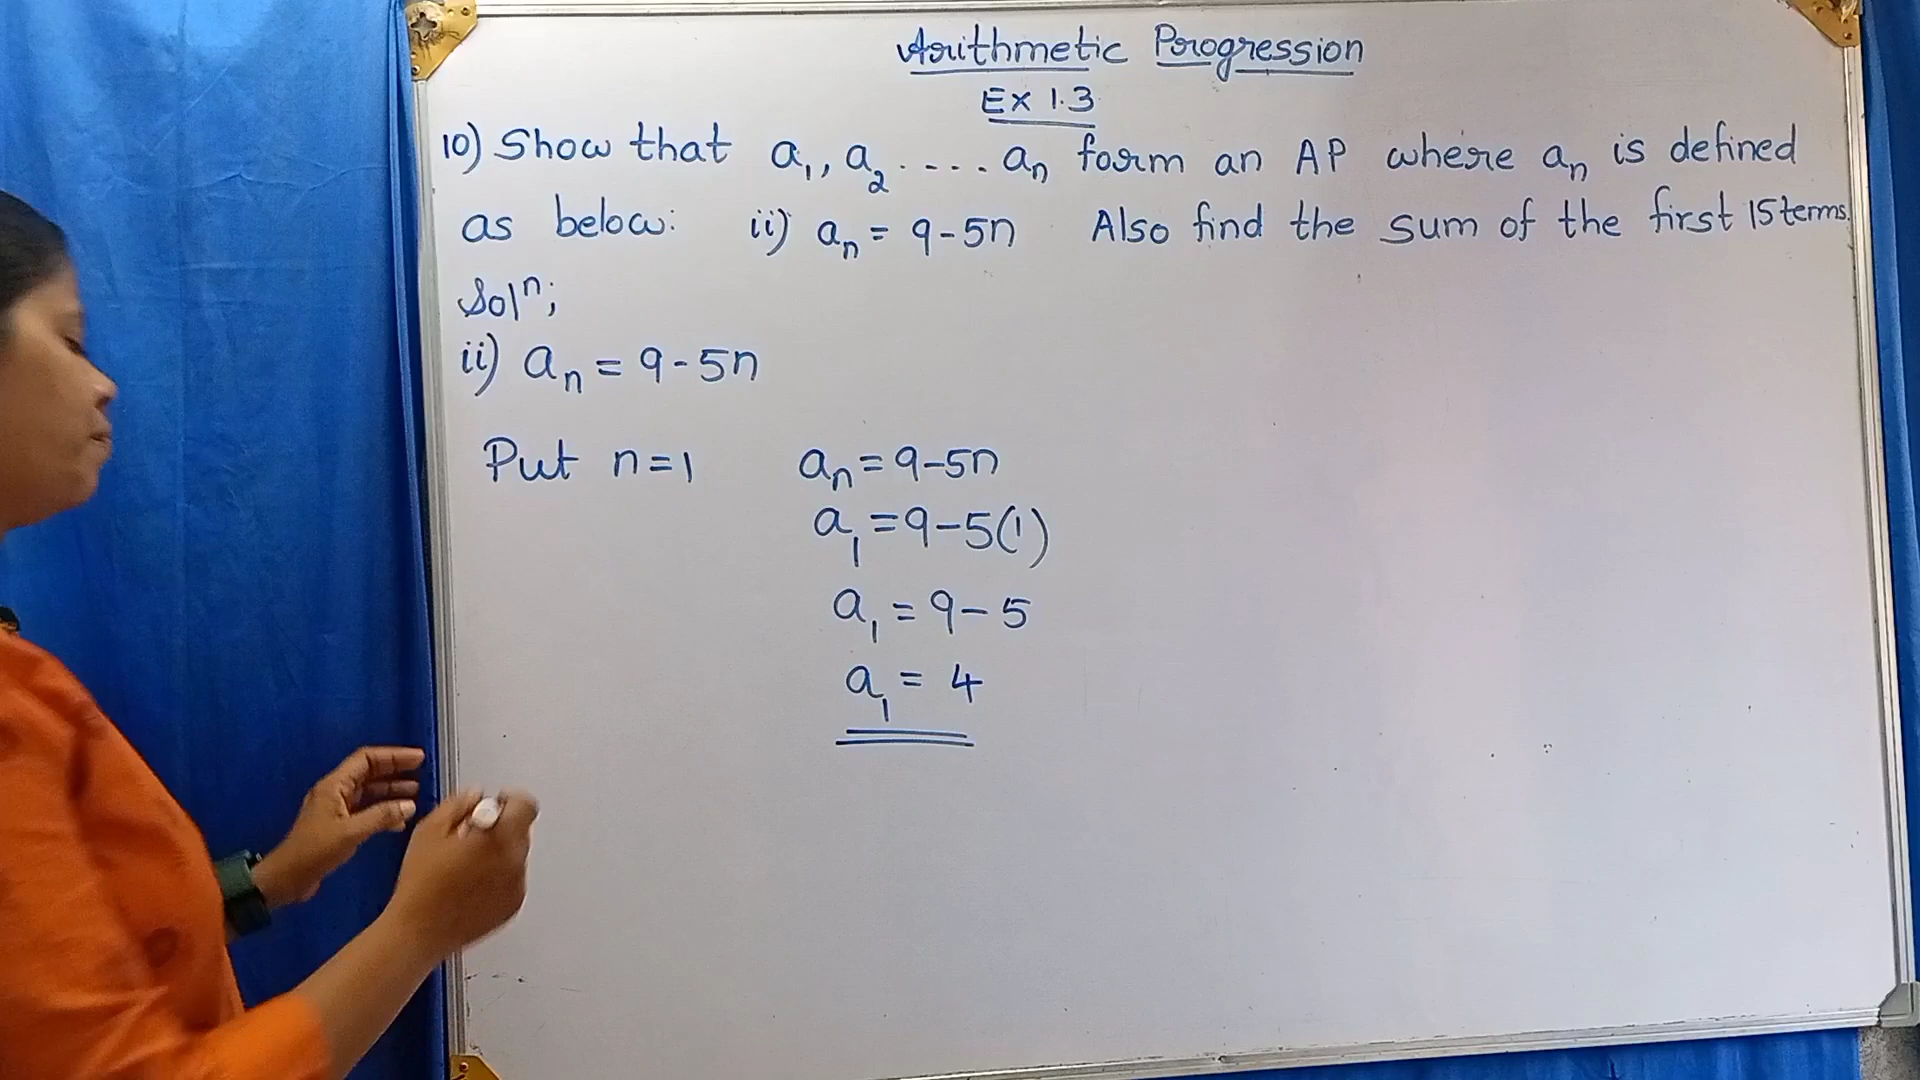 Arithmetic Progression
Ex 1.3
10) Show that a₁, a₂ .... aₙ form an AP where aₙ is defined
as below: ii) aₙ = 9-5n Also find the sum of the first 15 terms.
Solⁿ;
ii) aₙ = 9-5n
Put n=1 aₙ = 9-5n
a₁ = 9-5(1)
a₁ = 9-5
a₁ = 4